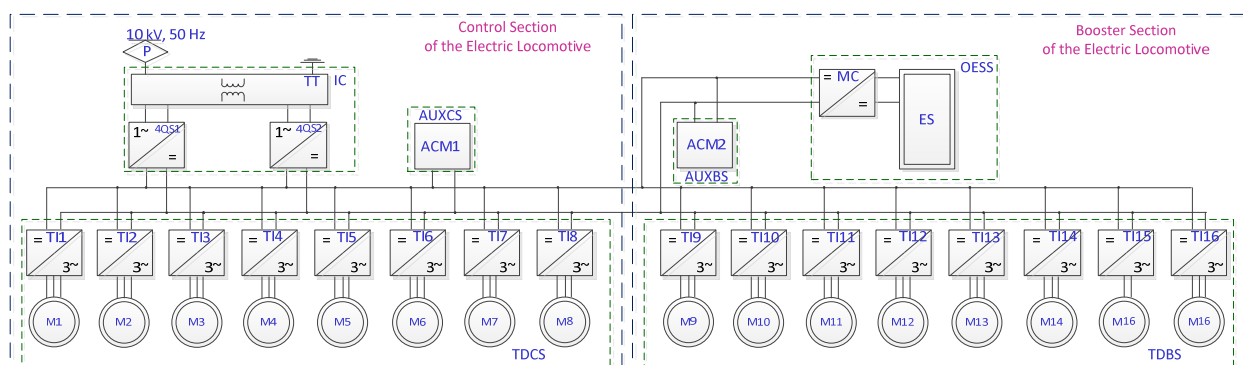 Control Section
of the Electric Locomotive
Booster Section
of the Electric Locomotive
10 kV, 50 Hz
P
TT
IC
1~ 4QS1
=
1~ 4QS2
=
AUXCS
ACM1
ACM2
AUXBS
= MC
=
ES
OESS
= TI1
3~
= TI2
3~
= TI3
3~
= TI4
3~
= TI5
3~
= TI6
3~
= TI7
3~
= TI8
3~
= TI9
3~
= TI10
3~
= TI11
3~
= TI12
3~
= TI13
3~
= TI14
3~
= TI15
3~
= TI16
3~
M1
M2
M3
M4
M5
M6
M7
M8
M9
M10
M11
M12
M13
M14
M16
M16
TDCS
TDBS